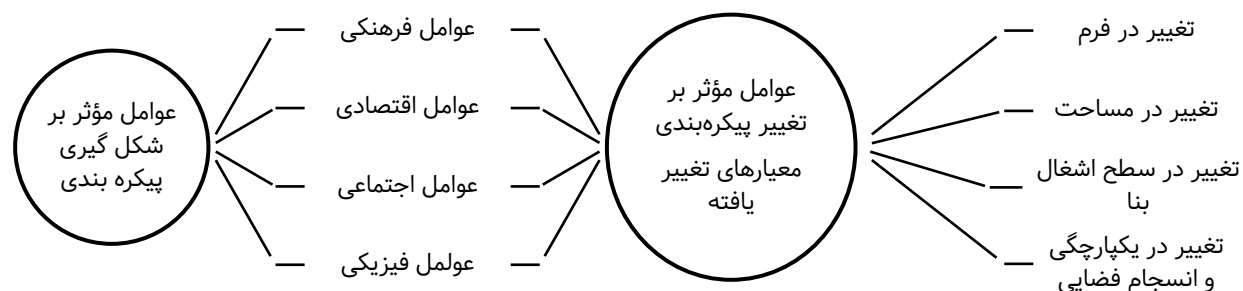 عوامل مؤثر بر
شکل گیری
پیکره بندی
عوامل فرهنکی
عوامل اقتصادی
عوامل اجتماعی
عولمل فیزیکی
عوامل مؤثر بر
تغییر پیکره‌بندی
معیارهای تغییر
یافته
تغییر در فرم
تغییر در مساحت
تغییر در سطح اشغال
بنا
تغییر در یکپارچگی
و انسجام فضایی